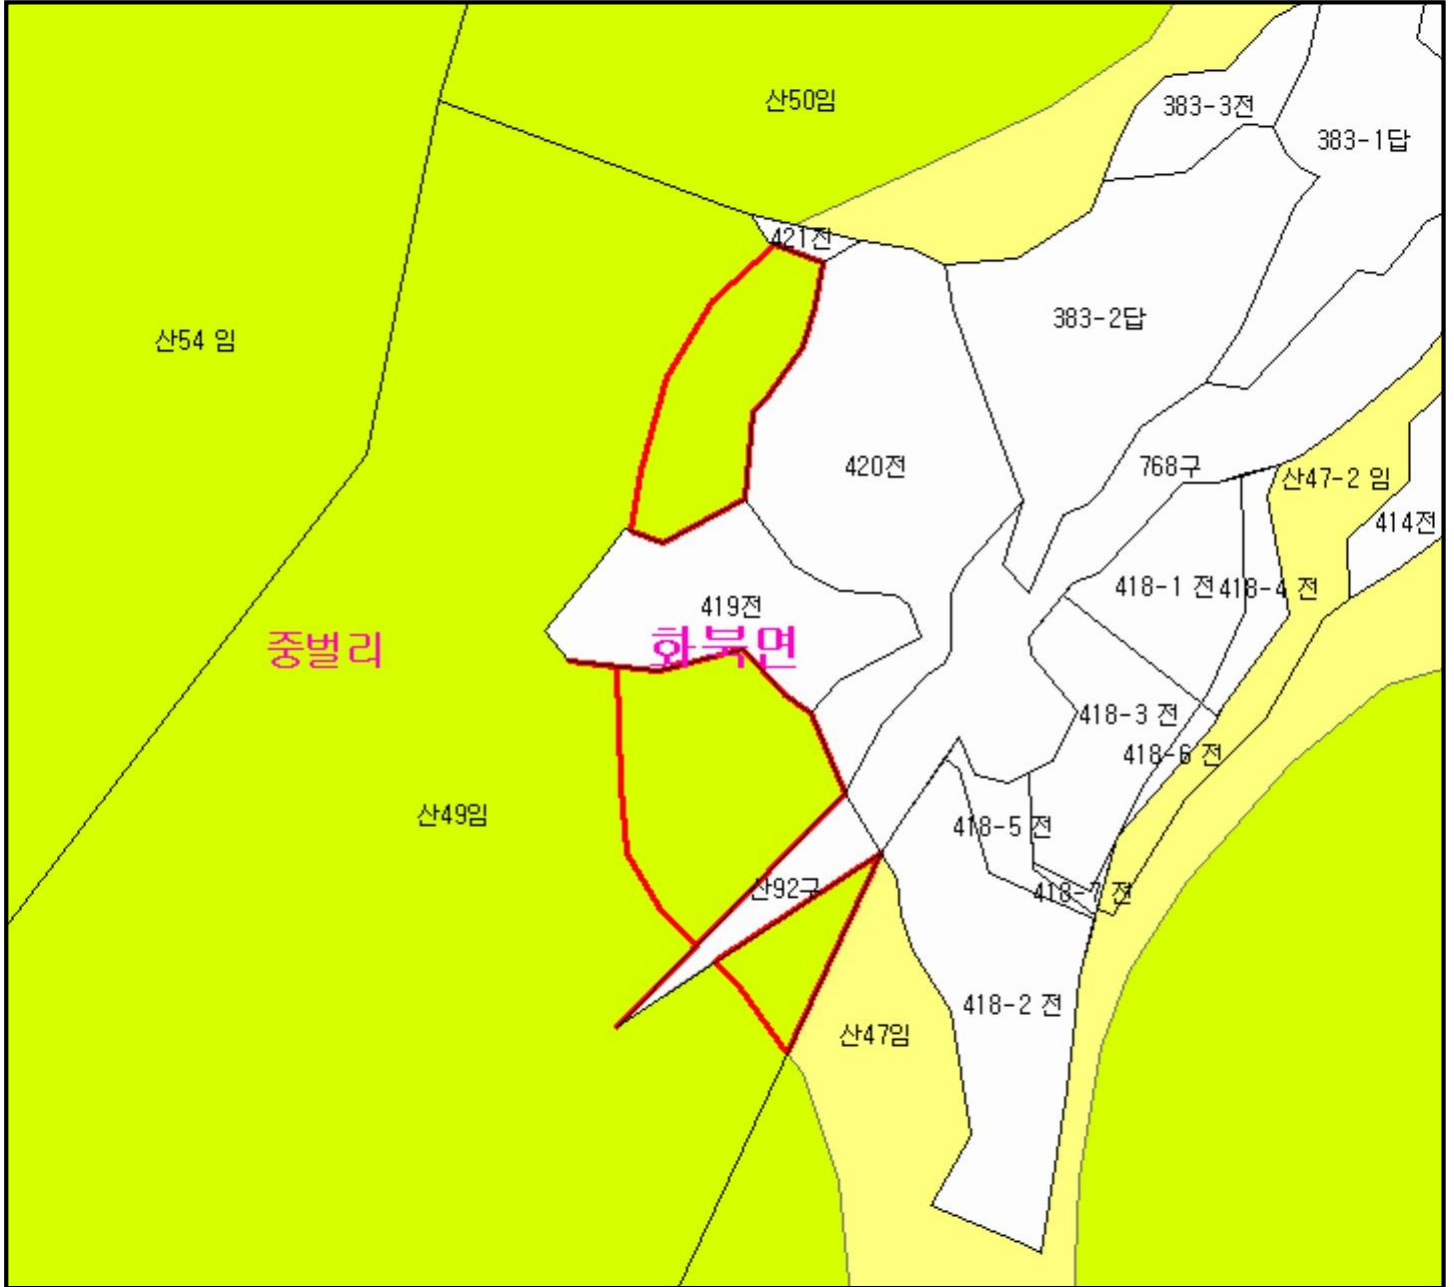 산50임
383-3전
383-1답
421전
383-2답
산54 임
420전
768구
산47-2 임
414전
418-1 전
418-4 전
419전
중벌리
화북면
418-3 전
418-6 전
산49임
418-5 전
산92구
418-7 전
418-2 전
산47임